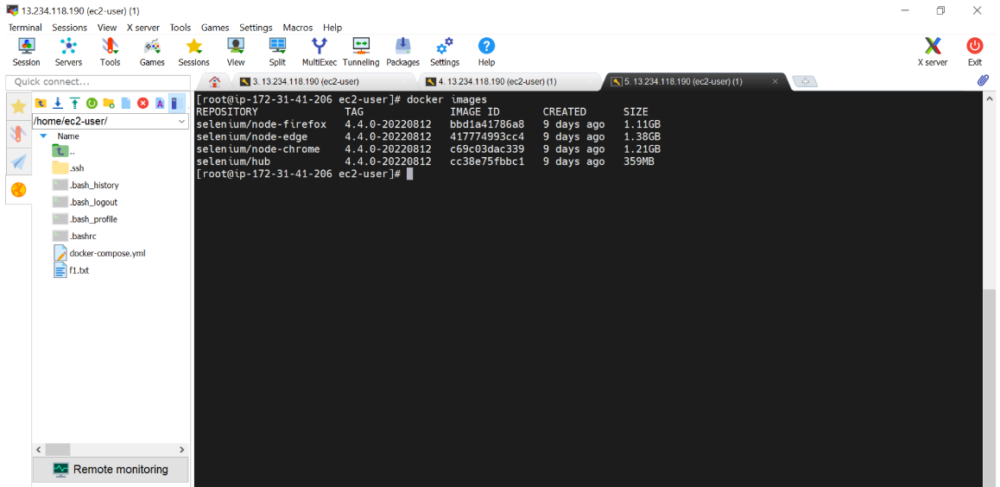 13.234.118.190 (ec2-user) (1)
Terminal Sessions View X server Tools Games Settings Macros Help
Session Servers Tools Games Sessions View Split MultiExec Tunneling Packages Settings Help X server Exit
Quick connect...
3. 13.234.118.190 (ec2-user)
4. 13.234.118.190 (ec2-user) (1)
5. 13.234.118.190 (ec2-user) (1)
/home/ec2-user/
Name
..
.ssh
.bash_history
.bash_logout
.bash_profile
.bashrc
docker-compose.yml
f1.txt
Remote monitoring
[root@ip-172-31-41-206 ec2-user]# docker images
REPOSITORY TAG IMAGE ID CREATED SIZE
selenium/node-firefox 4.4.0-20220812 bbd1a41786a8 9 days ago 1.11GB
selenium/node-edge 4.4.0-20220812 417774993cc4 9 days ago 1.38GB
selenium/node-chrome 4.4.0-20220812 c69c03dac339 9 days ago 1.21GB
selenium/hub 4.4.0-20220812 cc38e75fbbc1 9 days ago 359MB
[root@ip-172-31-41-206 ec2-user]#